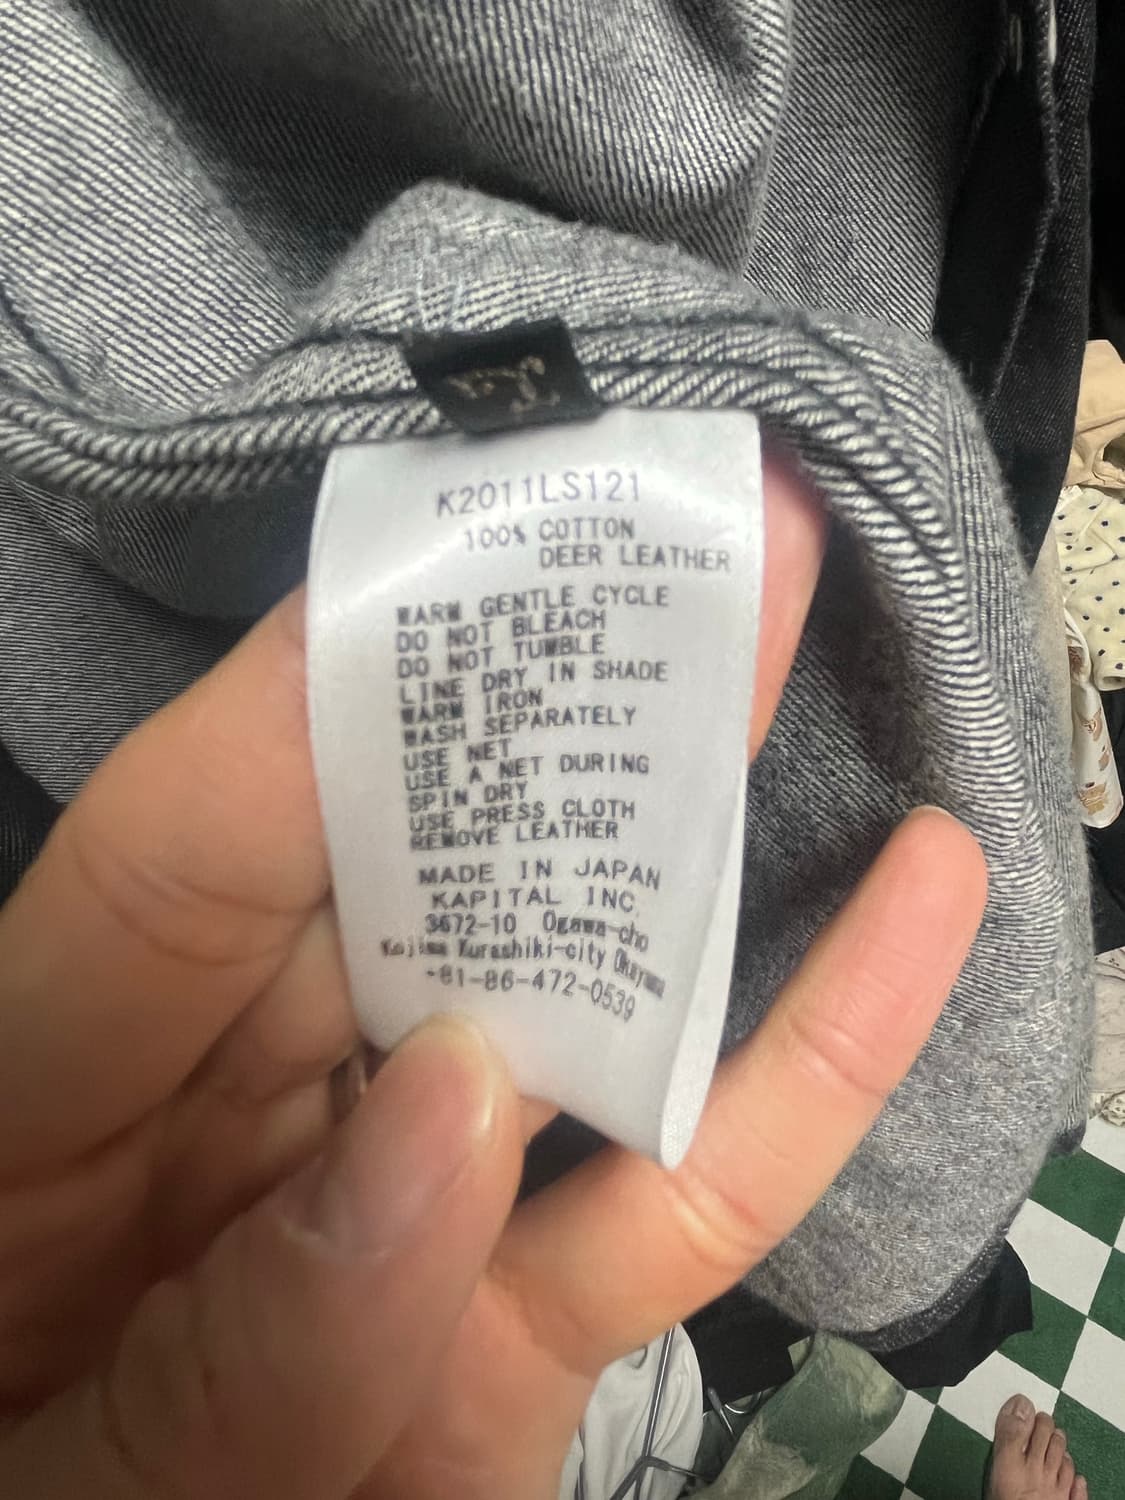 K2011LS121
100% COTTON
DEER LEATHER
WARM GENTLE CYCLE
DO NOT BLEACH
DO NOT TUMBLE
LINE DRY IN SHADE
WARM IRON
WASH SEPARATELY
USE NET
USE A NET DURING
SPIN DRY
USE PRESS CLOTH
REMOVE LEATHER
MADE IN JAPAN
KAPITAL INC.
3672-10 Ogawa-cho
Kojima Kurashiki-city Okayama
+81-86-472-0539